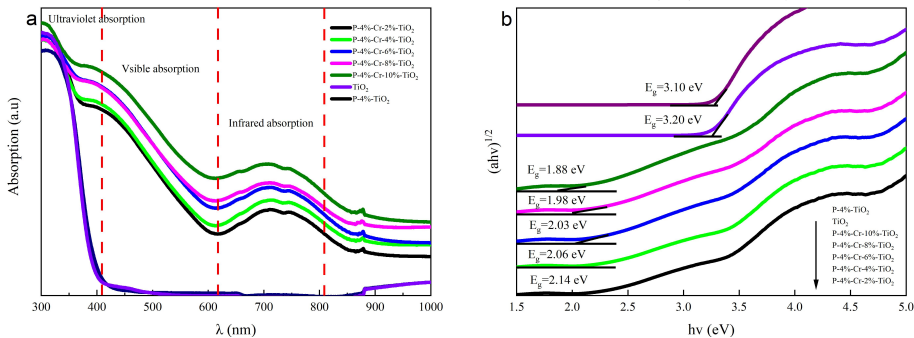 a
Ultraviolet absorption
Vsible absorption
Infrared absorption
P-4%-Cr-2%-TiO2
P-4%-Cr-4%-TiO2
P-4%-Cr-6%-TiO2
P-4%-Cr-8%-TiO2
P-4%-Cr-10%-TiO2
TiO2
P-4%-TiO2
Absorption (a.u)
300 400 500 600 700 800 900 1000
λ (nm)
b
Eg=3.10 eV
Eg=3.20 eV
Eg=1.88 eV
Eg=1.98 eV
Eg=2.03 eV
Eg=2.06 eV
Eg=2.14 eV
P-4%-TiO2
TiO2
P-4%-Cr-10%-TiO2
P-4%-Cr-8%-TiO2
P-4%-Cr-6%-TiO2
P-4%-Cr-4%-TiO2
P-4%-Cr-2%-TiO2
(ahv)1/2
1.5 2.0 2.5 3.0 3.5 4.0 4.5 5.0
hv (eV)